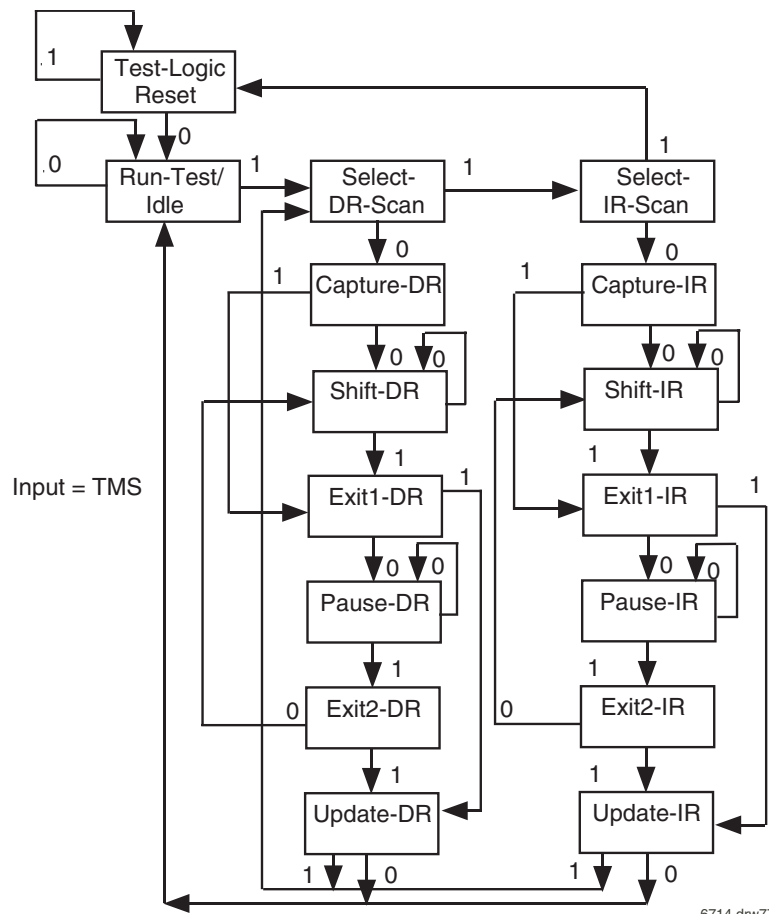 1
Test-Logic
Reset
0
0
Run-Test/
Idle
1
Select-
DR-Scan
1
1
Select-
IR-Scan
0
0
1
Capture-DR
1
Capture-IR
0
0
0
0
Shift-DR
Shift-IR
1
1
Input = TMS
Exit1-DR
1
Exit1-IR
1
0
0
0
0
Pause-DR
Pause-IR
1
1
0
Exit2-DR
0
Exit2-IR
1
1
Update-DR
Update-IR
1
0
1
0